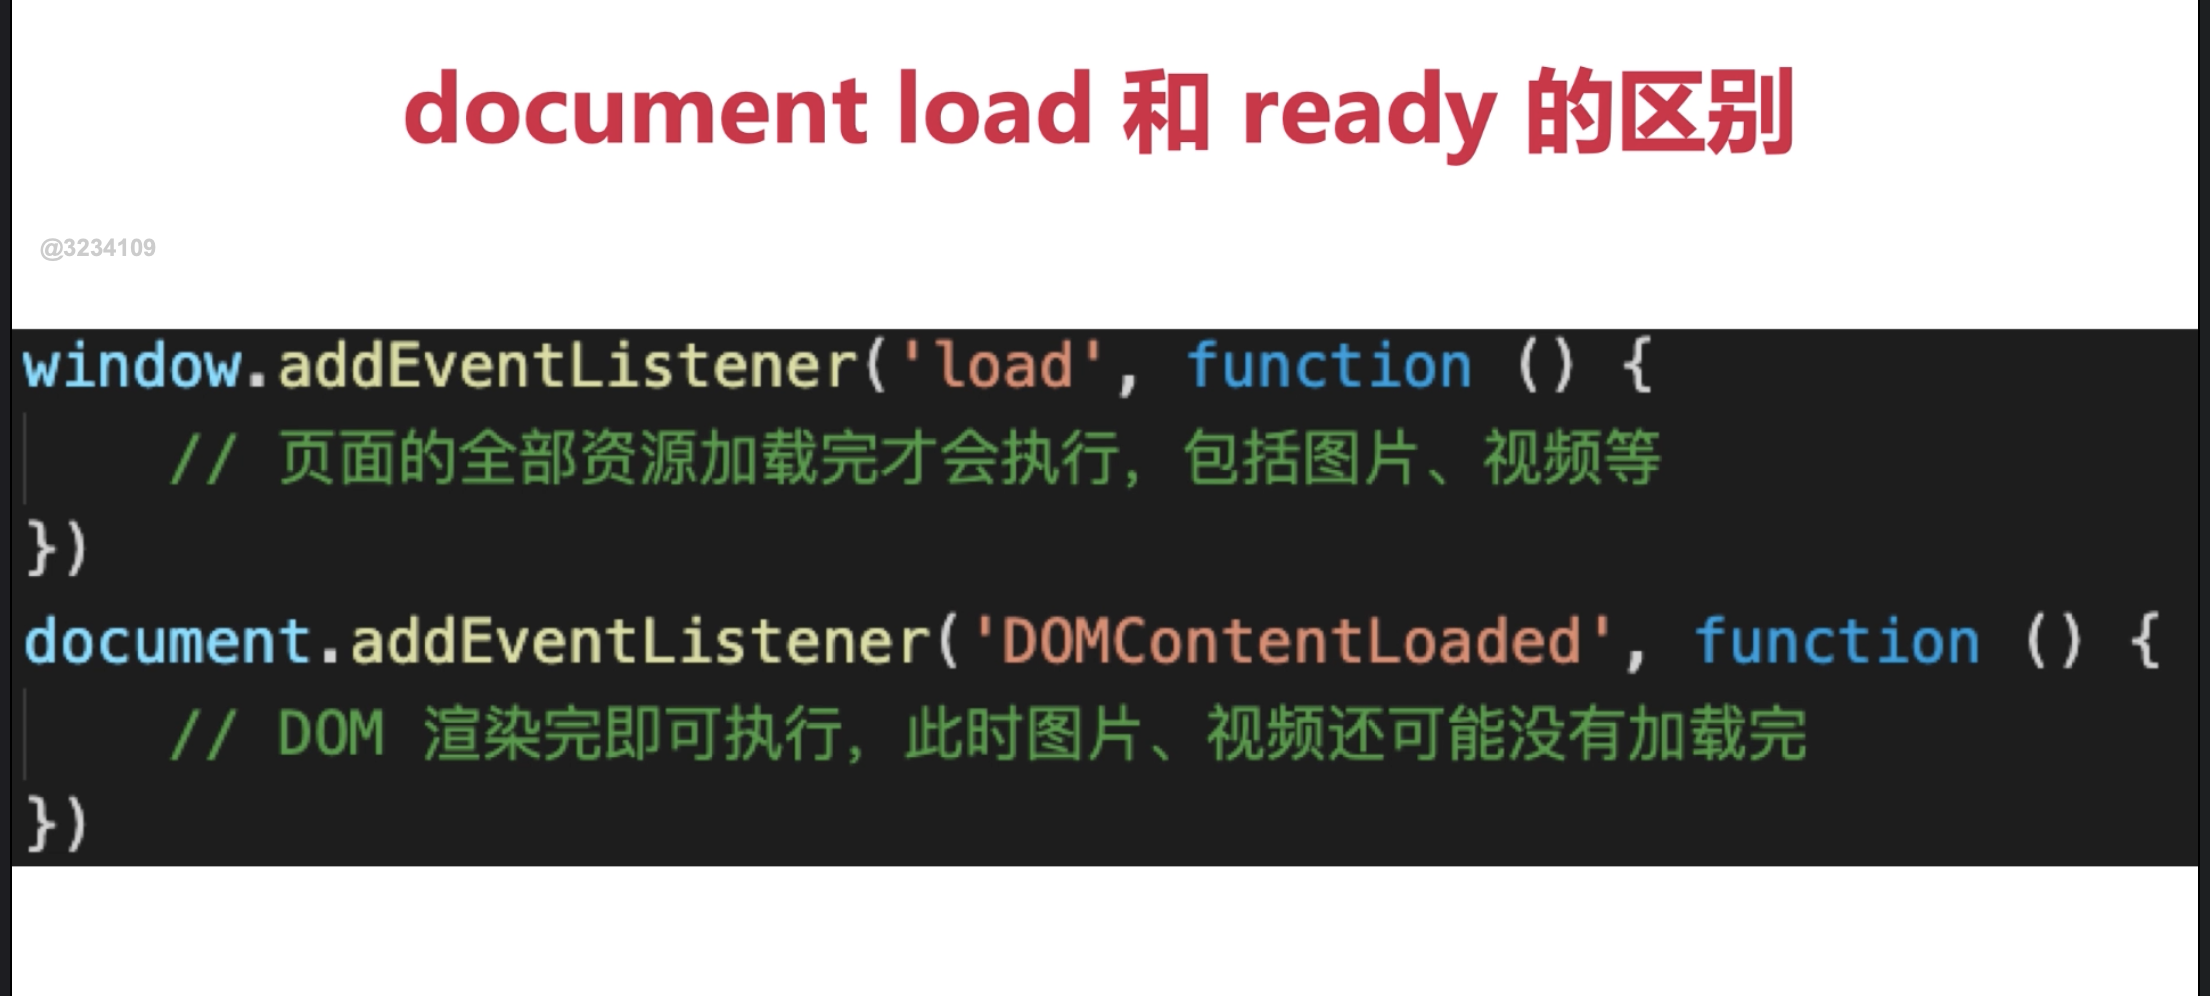 document load 和 ready 的区别
@3234109
window.addEventListener('load', function () {
// 页面的全部资源加载完才会执行，包括图片、视频等
})
document.addEventListener('DOMContentLoaded', function () {
// DOM 渲染完即可执行，此时图片、视频还可能没有加载完
})